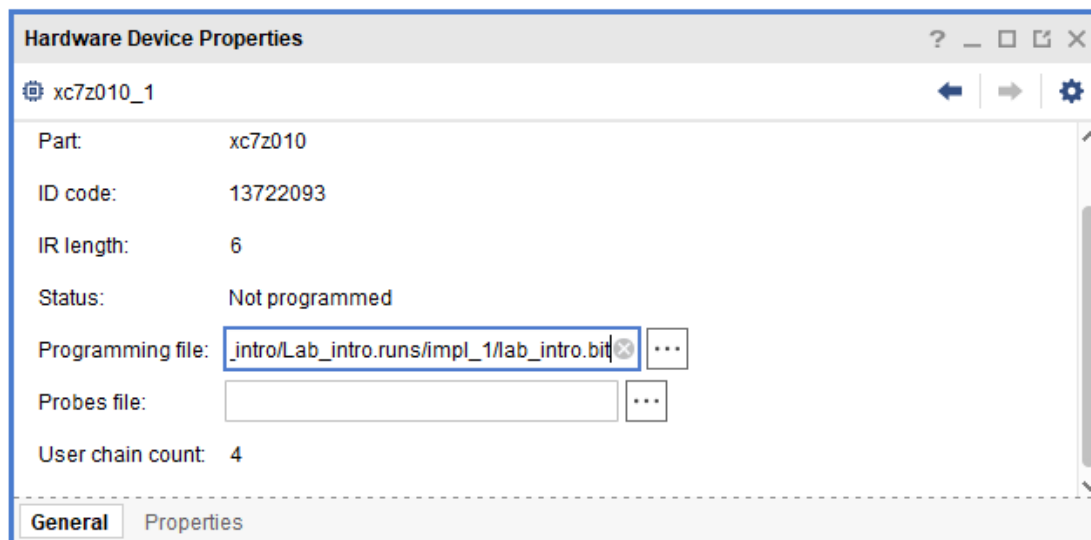 Hardware Device Properties
xc7z010_1
Part: xc7z010
ID code: 13722093
IR length: 6
Status: Not programmed
Programming file: _intro/Lab_intro.runs/impl_1/lab_intro.bit ...
Probes file: ...
User chain count: 4
General Properties